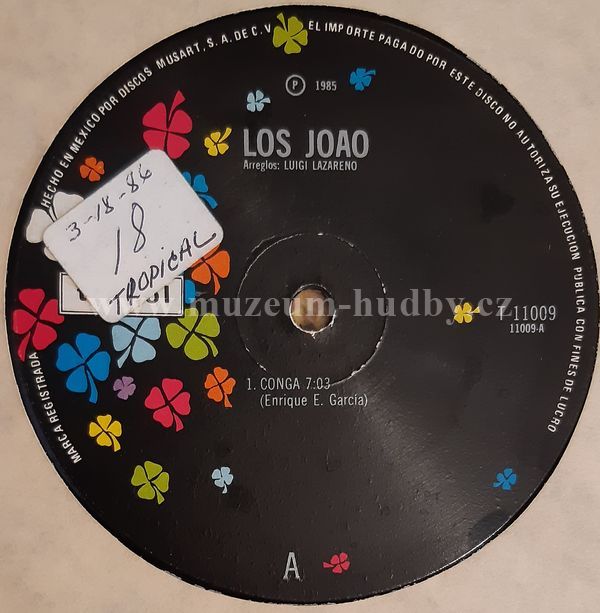 HECHO EN MEXICO POR DISCOS MUSART, S. A. DE C. V.
EL IMPORTE PAGADO POR ESTE DISCO NO AUTORIZA SU EJECUCION PUBLICA CON FINES DE LUCRO
℗ 1985
LOS JOAO
Arreglos: LUIGI LAZARENO
3-18-86
18
TROPICAL
www.muzeum-hudby.cz
T-11009
11009-A
1. CONGA 7:03
(Enrique E. García)
MARCA REGISTRADA
A